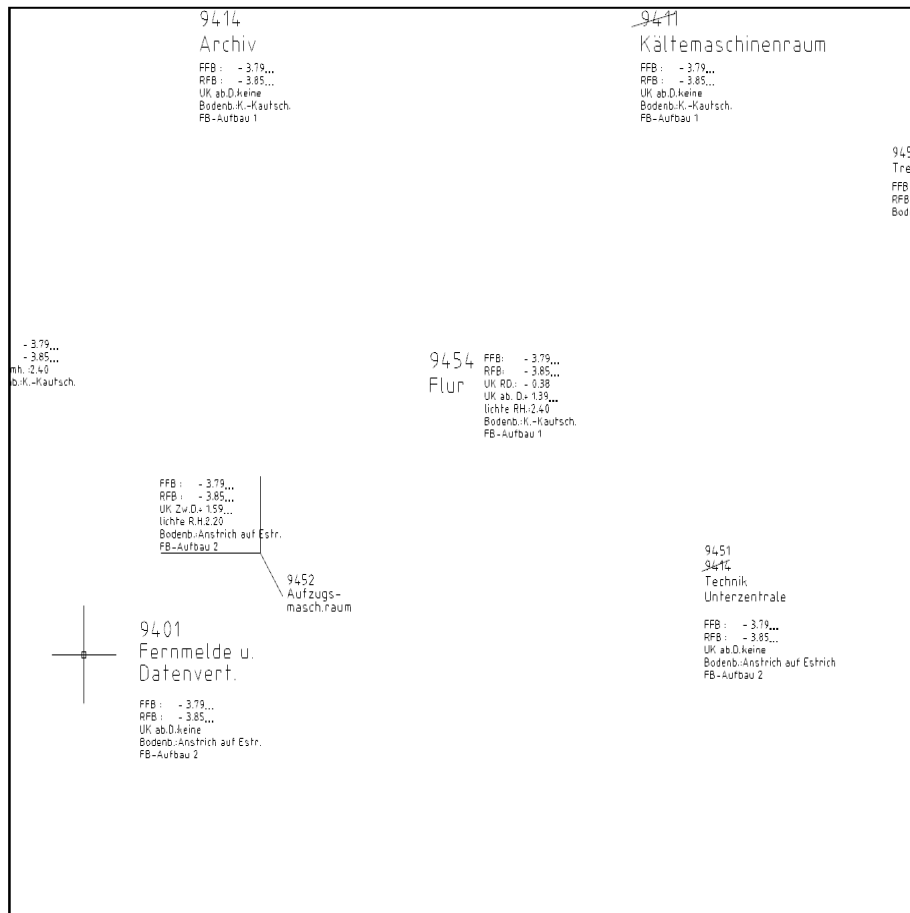 9414
Archiv
FFB : - 3.79...
RFB : - 3.85...
UK ab.D.:keine
Bodenb.:K.-Kautsch.
FB-Aufbau 1
9411
Kältemaschinenraum
FFB : - 3.79...
RFB : - 3.85...
UK ab.D.:keine
Bodenb.:K.-Kautsch.
FB-Aufbau 1
FFB
RFB
- 3.79...
- 3.85...
:2.40
:K.-Kautsch.
9454
Flur
FFB: - 3.79...
RFB: - 3.85...
UK RD.: - 0.38
UK ab. D.+ 1.39...
lichte RH.:2.40
Bodenb.:K.-Kautsch.
FB-Aufbau 1
FFB : - 3.79...
RFB : - 3.85...
UK Zw.D.+ 1.59...
lichte R.H.2.20
Bodenb.:Anstrich auf Estr.
FB-Aufbau 2
9452
Aufzugs-
masch.raum
9451
9414
Technik
Unterzentrale
FFB : - 3.79...
RFB : - 3.85...
UK ab.D.:keine
Bodenb.:Anstrich auf Estrich
FB-Aufbau 2
9401
Fernmelde u.
Datenvert.
FFB : - 3.79...
RFB : - 3.85...
UK ab.D.:keine
Bodenb.:Anstrich auf Estr.
FB-Aufbau 2